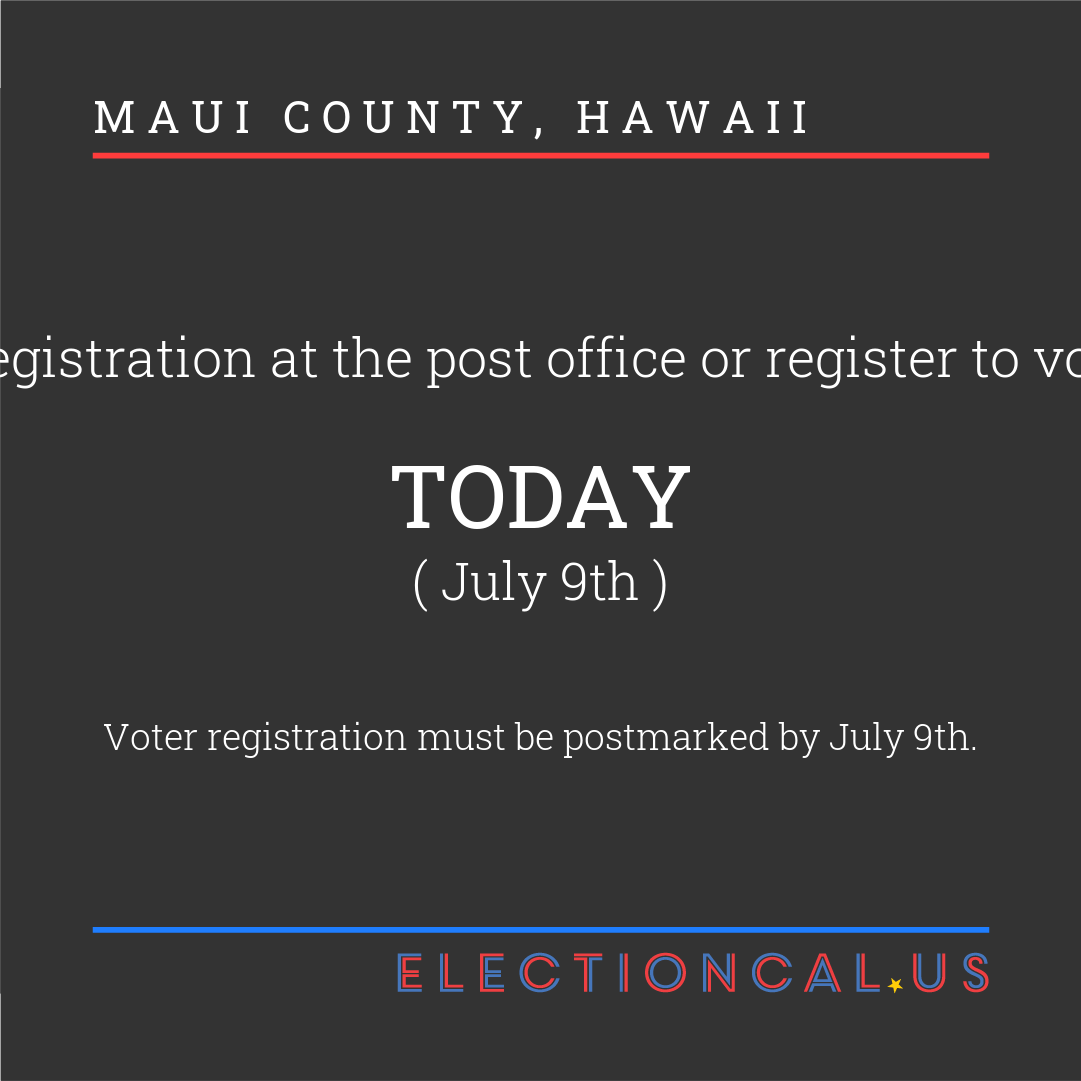 MAUI COUNTY, HAWAII
egistration at the post office or register to vo
TODAY
( July 9th )
Voter registration must be postmarked by July 9th.
ELECTIONCAL.US